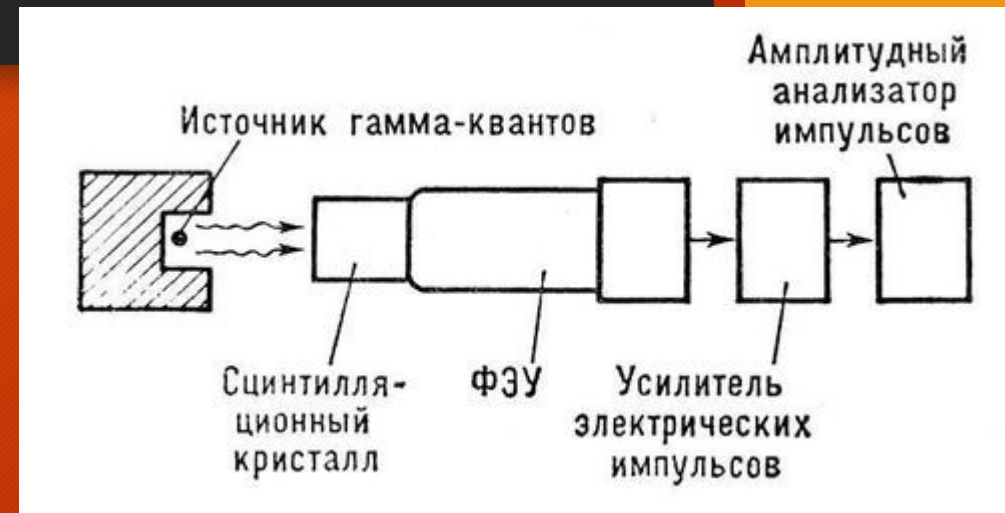 Амплитудный
анализатор
импульсов
Источник гамма-квантов
Сцинтилля-
ционный
кристалл
ФЭУ
Усилитель
электрических
импульсов